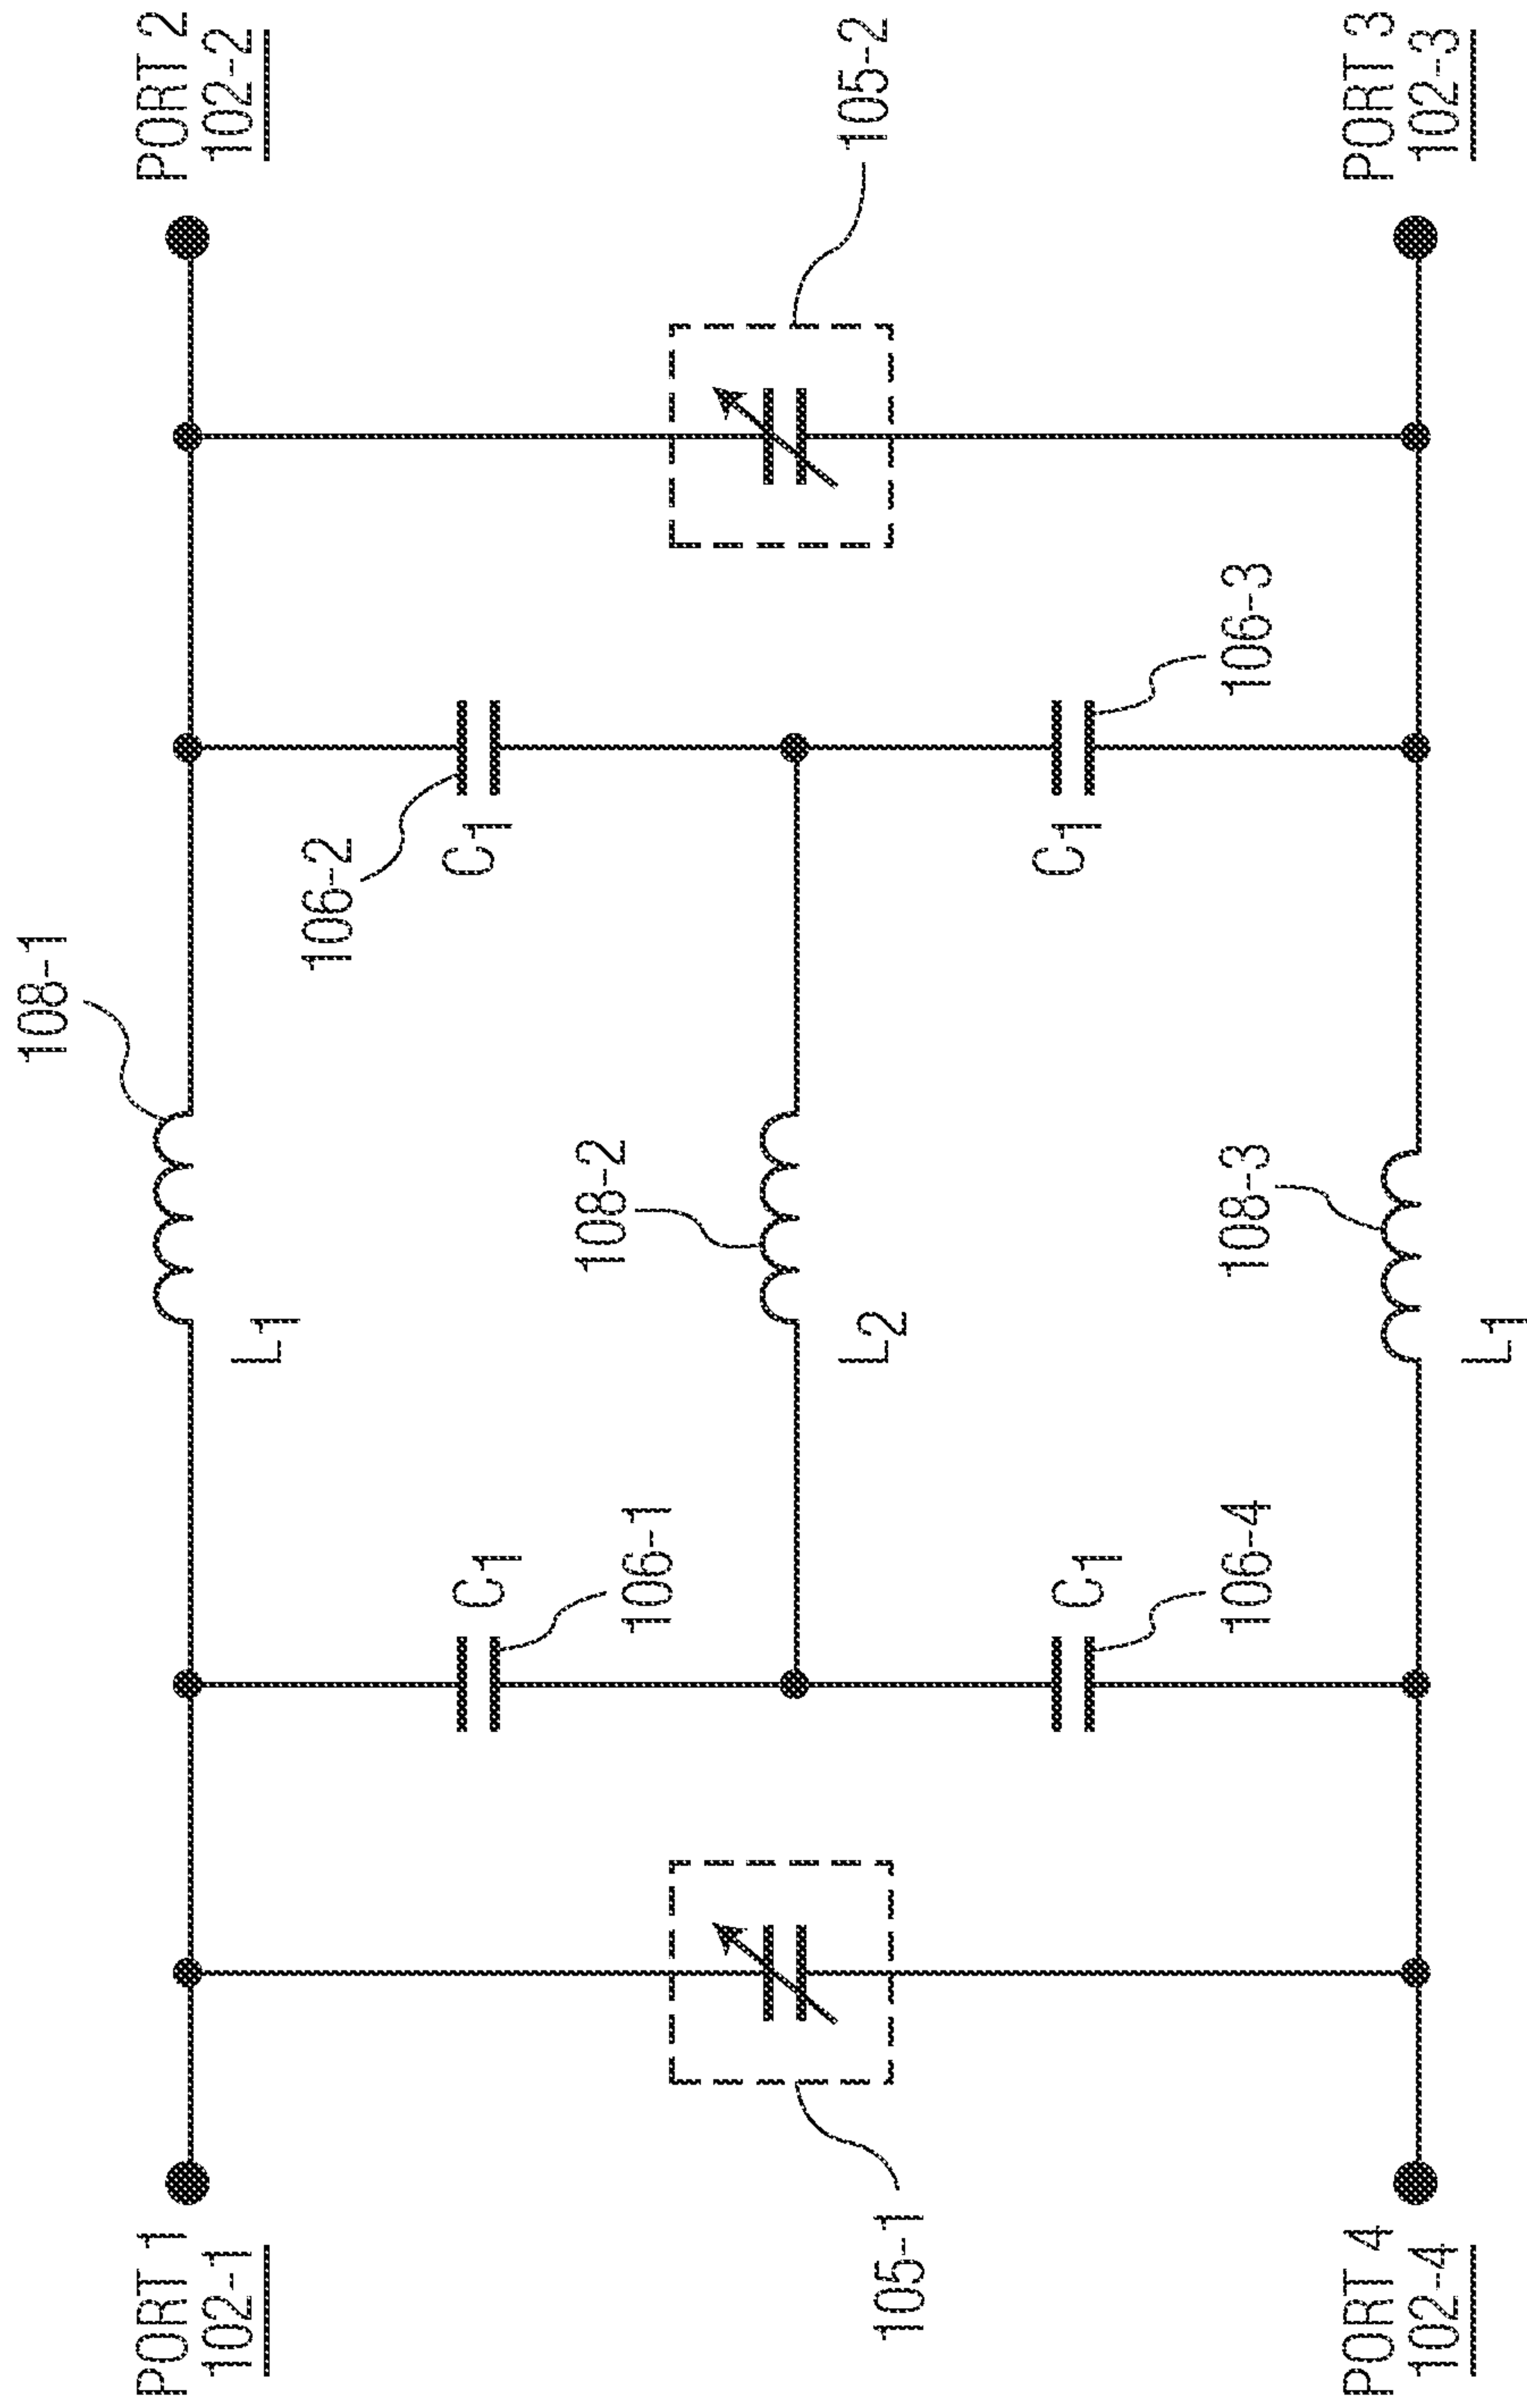 108-1
PORT 1
102-1
PORT 2
102-2
L1
106-2
C1
106-1
C1
108-2
L2
105-1
105-2
C1
106-4
C1
106-3
108-3
PORT 4
102-4
L1
PORT 3
102-3